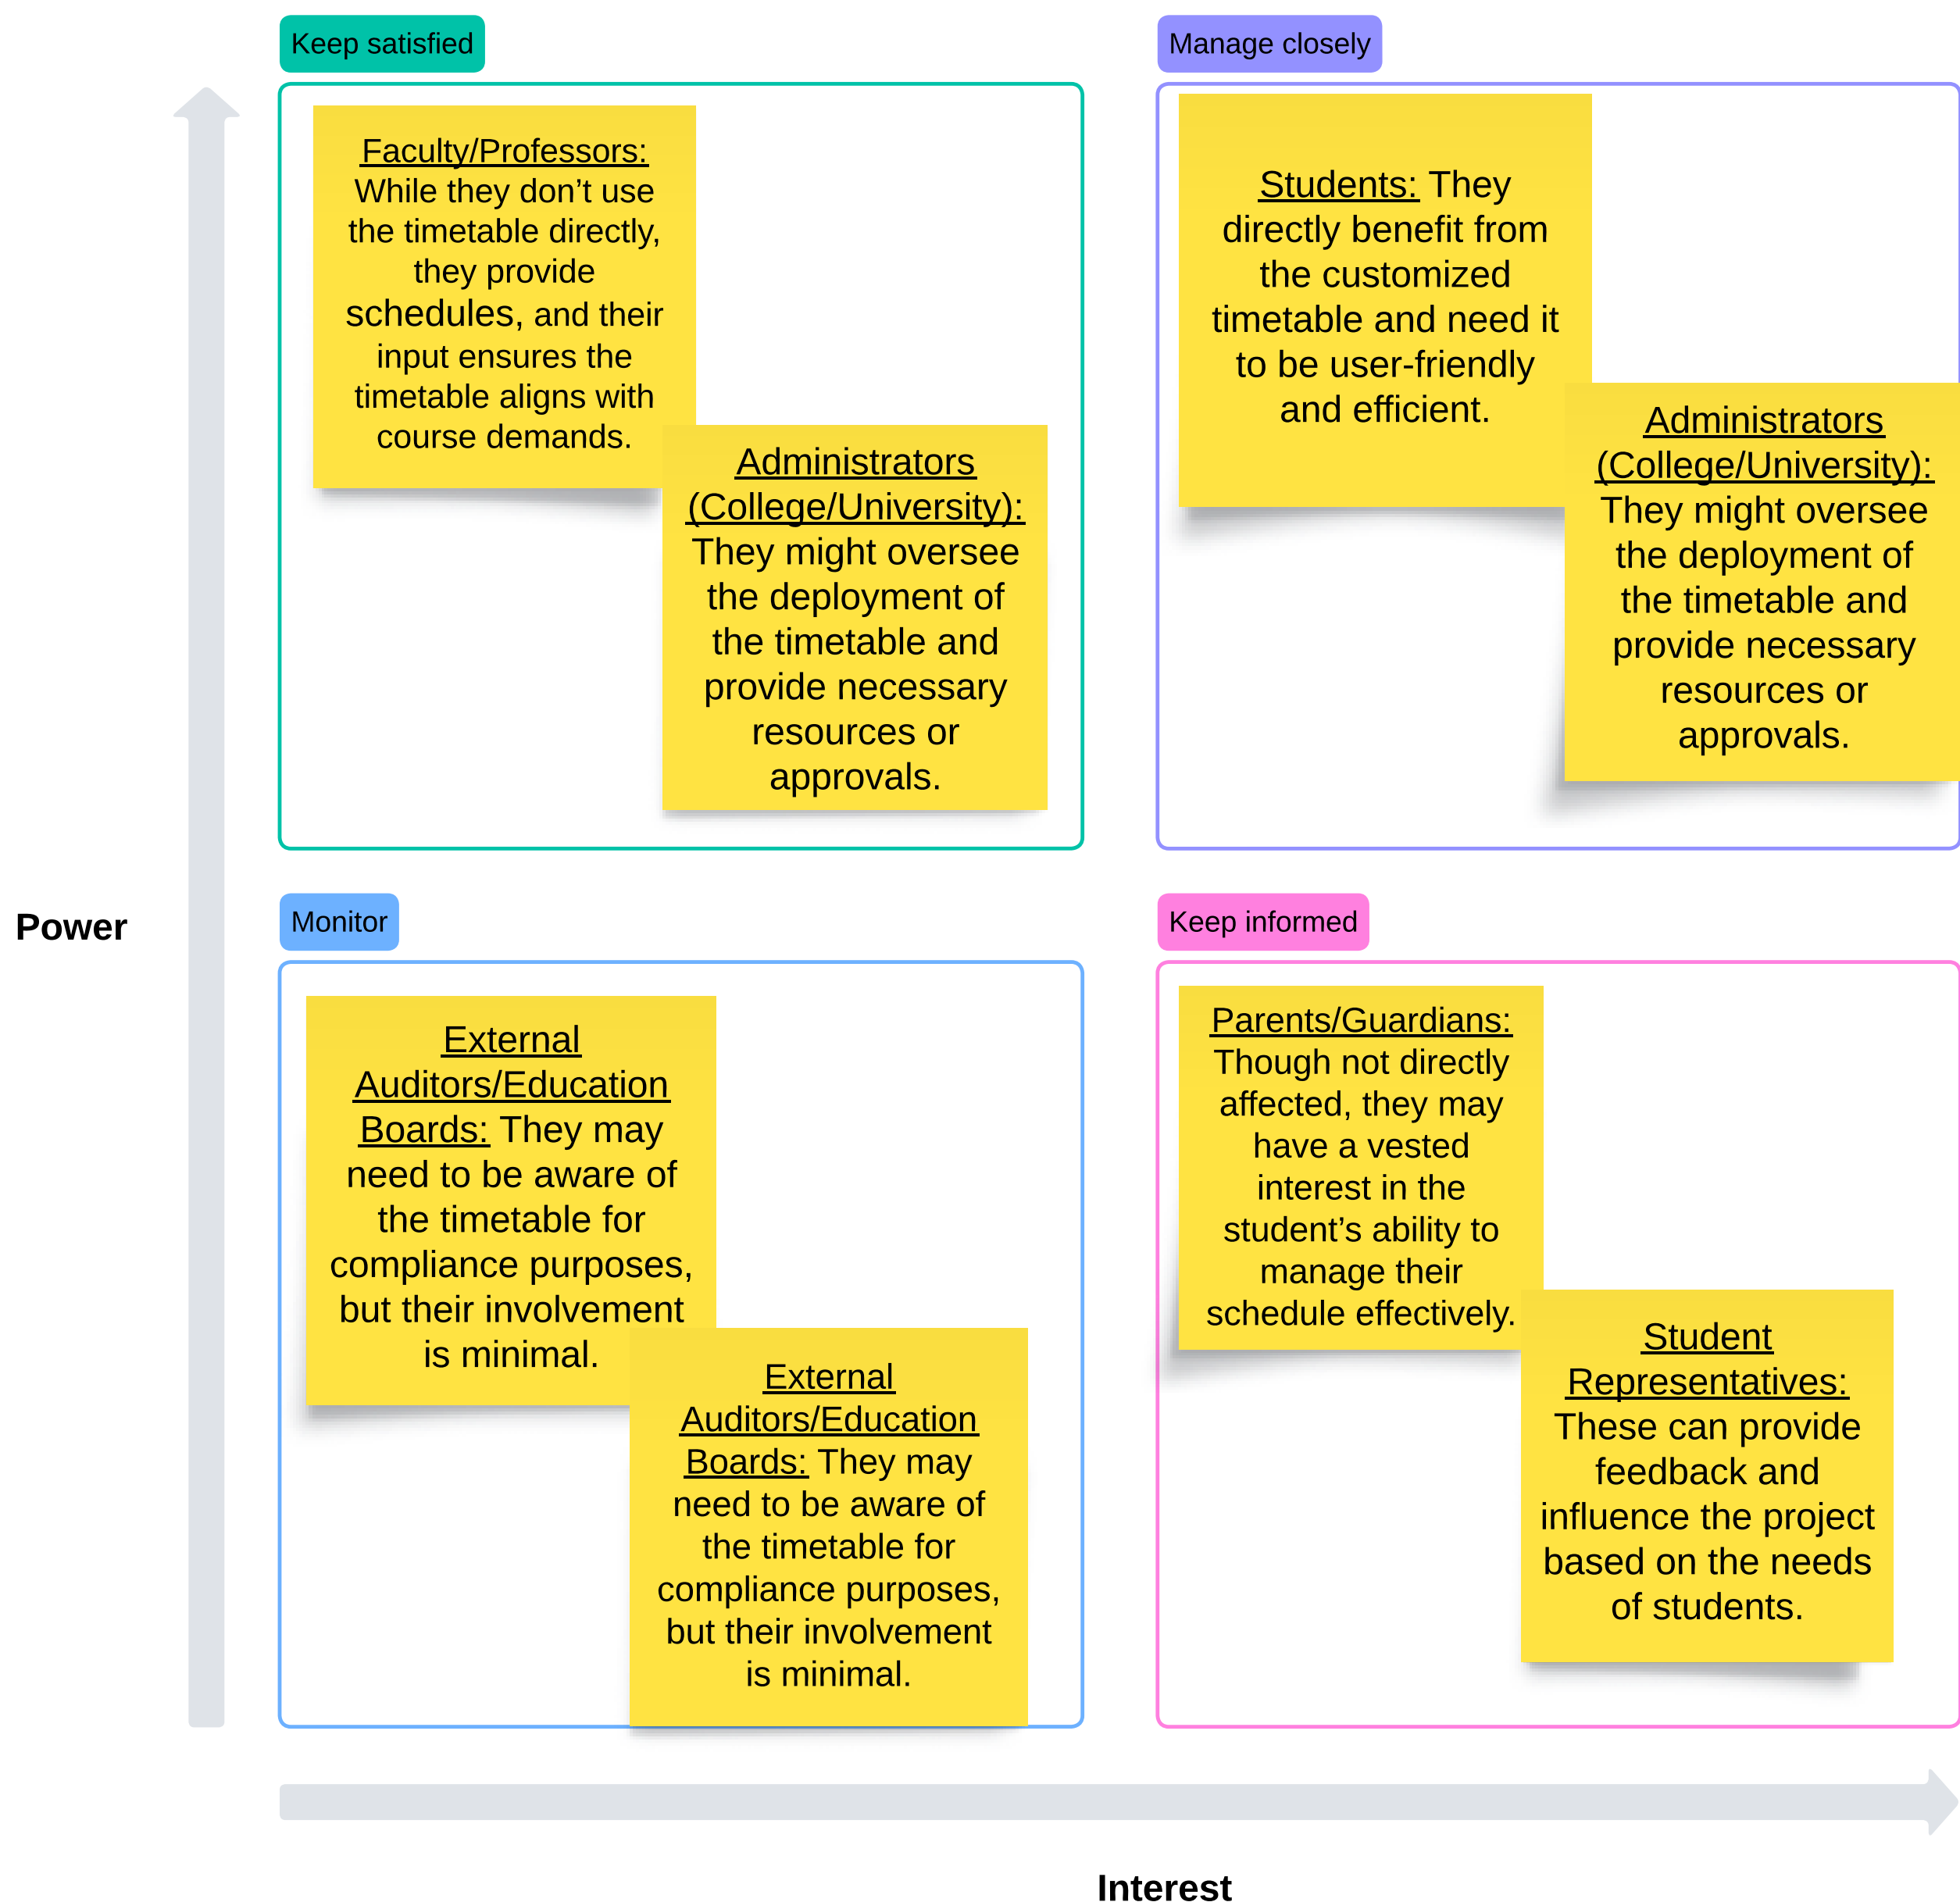 Keep satisfied
Faculty/Professors:
While they don’t use
the timetable directly,
they provide
schedules, and their
input ensures the
timetable aligns with
course demands.
Administrators
(College/University):
They might oversee
the deployment of
the timetable and
provide necessary
resources or
approvals.
Manage closely
Students: They
directly benefit from
the customized
timetable and need it
to be user-friendly
and efficient.
Administrators
(College/University):
They might oversee
the deployment of
the timetable and
provide necessary
resources or
approvals.
Power
Monitor
External
Auditors/Education
Boards: They may
need to be aware of
the timetable for
compliance purposes,
but their involvement
is minimal.
External
Auditors/Education
Boards: They may
need to be aware of
the timetable for
compliance purposes,
but their involvement
is minimal.
Keep informed
Parents/Guardians:
Though not directly
affected, they may
have a vested
interest in the
student’s ability to
manage their
schedule effectively.
Student
Representatives:
These can provide
feedback and
influence the project
based on the needs
of students.
Interest